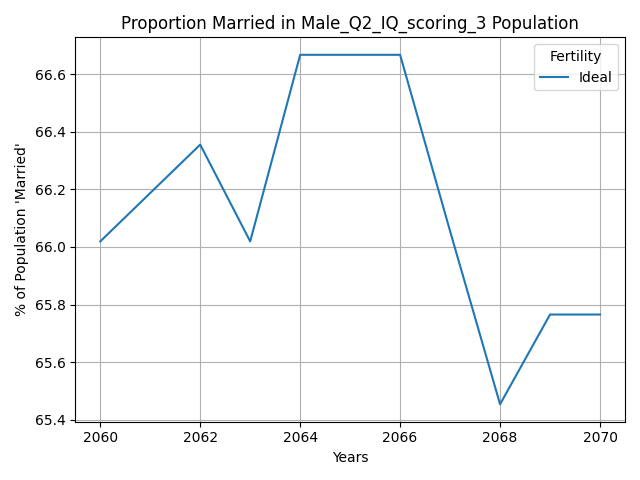 Proportion Married in Male_Q2_IQ_scoring_3 Population
Fertility
Ideal
% of Population 'Married'
66.6
66.4
66.2
66.0
65.8
65.6
65.4
2060
2062
2064
2066
2068
2070
Years